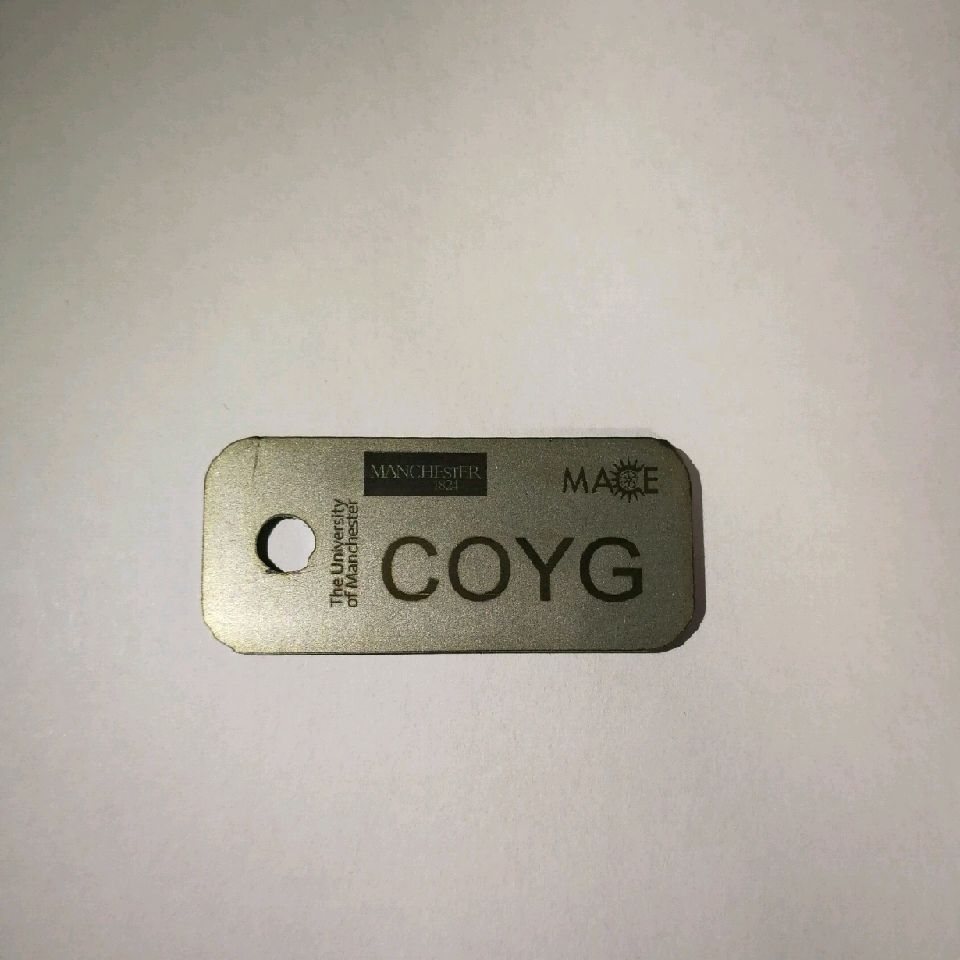 MANCHESTER
1824
The University
of Manchester
MACE
COYG